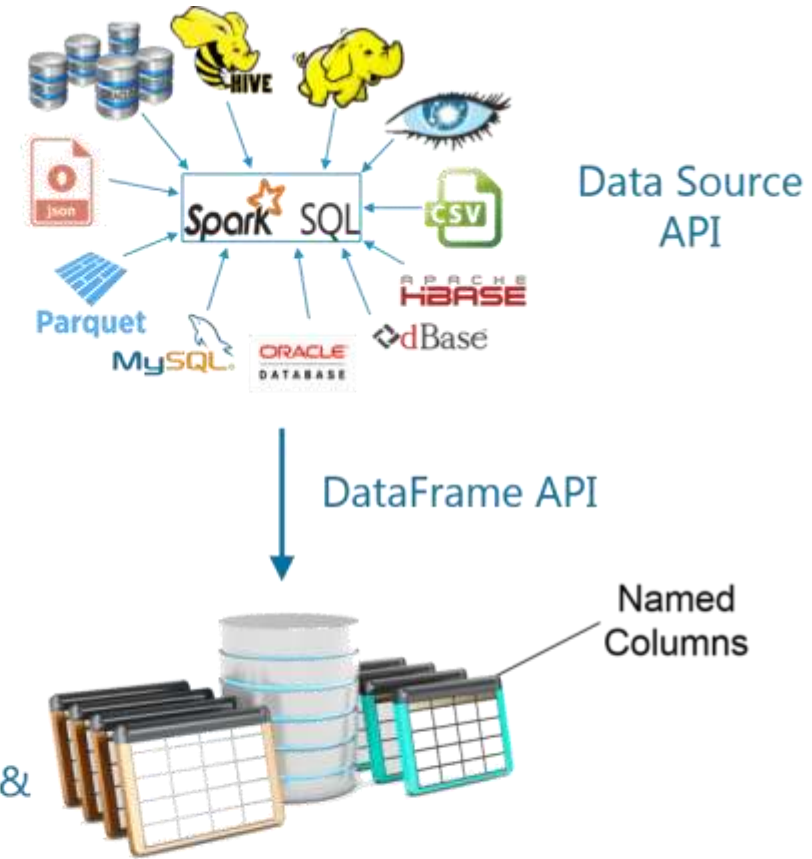 HIVE
json
Spark SQL
CSV
Data Source
API
Parquet
APACHE
HBASE
MySQL
ORACLE
DATABASE
dBase
DataFrame API
Named
Columns
&